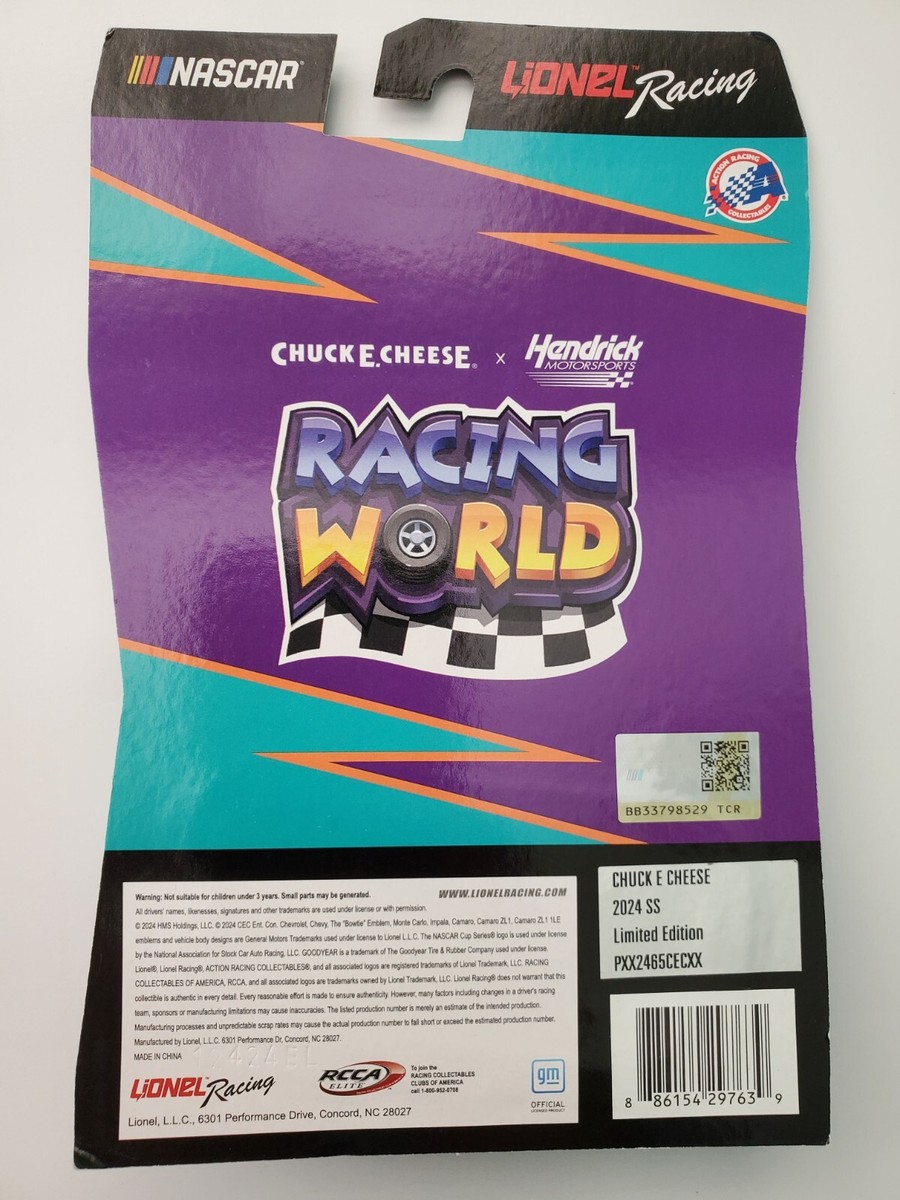 NASCAR®
LIONEL™ Racing
ACTION RACING
COLLECTABLES
CHUCK E. CHEESE® x Hendrick
MOTORSPORTS
RACING
WORLD
BB33798529 TCR
Warning: Not suitable for children under 3 years. Small parts may be generated. WWW.LIONELRACING.COM
All drivers' names, likenesses, signatures and other trademarks are used under license or with permission.
© 2024 HMS Holdings, LLC. © 2024 CEC Ent. Con. Chevrolet, Chevy, The "Bowtie" Emblem, Monte Carlo, Impala, Camaro, Camaro ZL1, Camaro ZL1 1LE
emblems and vehicle body designs are General Motors Trademarks used under license to Lionel L.L.C. The NASCAR Cup Series® logo is used under license
by the National Association for Stock Car Auto Racing, LLC. GOODYEAR is a trademark of The Goodyear Tire & Rubber Company used under license.
Lionel®, Lionel Racing®, ACTION RACING COLLECTABLES®, and all associated logos are registered trademarks of Lionel Trademark, LLC. RACING
COLLECTABLES OF AMERICA, RCCA, and all associated logos are trademarks owned by Lionel Trademark, LLC. Lionel Racing® does not warrant that this
collectible is authentic in every detail. Every reasonable effort is made to ensure authenticity. However, many factors including changes in a driver's racing
team, sponsors or manufacturing limitations may cause inaccuracies. The listed production number is merely an estimate of the intended production.
Manufacturing processes and unpredictable scrap rates may cause the actual production number to fall short or exceed the estimated production number.
Manufactured by Lionel, L.L.C. 6301 Performance Dr, Concord, NC 28027.
MADE IN CHINA
LIONEL™ Racing
RCCA
ELITE
To join the
RACING COLLECTABLES
CLUBS OF AMERICA
call 1-800-952-0708
gm
OFFICIAL
LICENSED PRODUCT
Lionel, L.L.C., 6301 Performance Drive, Concord, NC 28027
CHUCK E CHEESE
2024 SS
Limited Edition
PXX2465CECXX
8 86154 29763 9